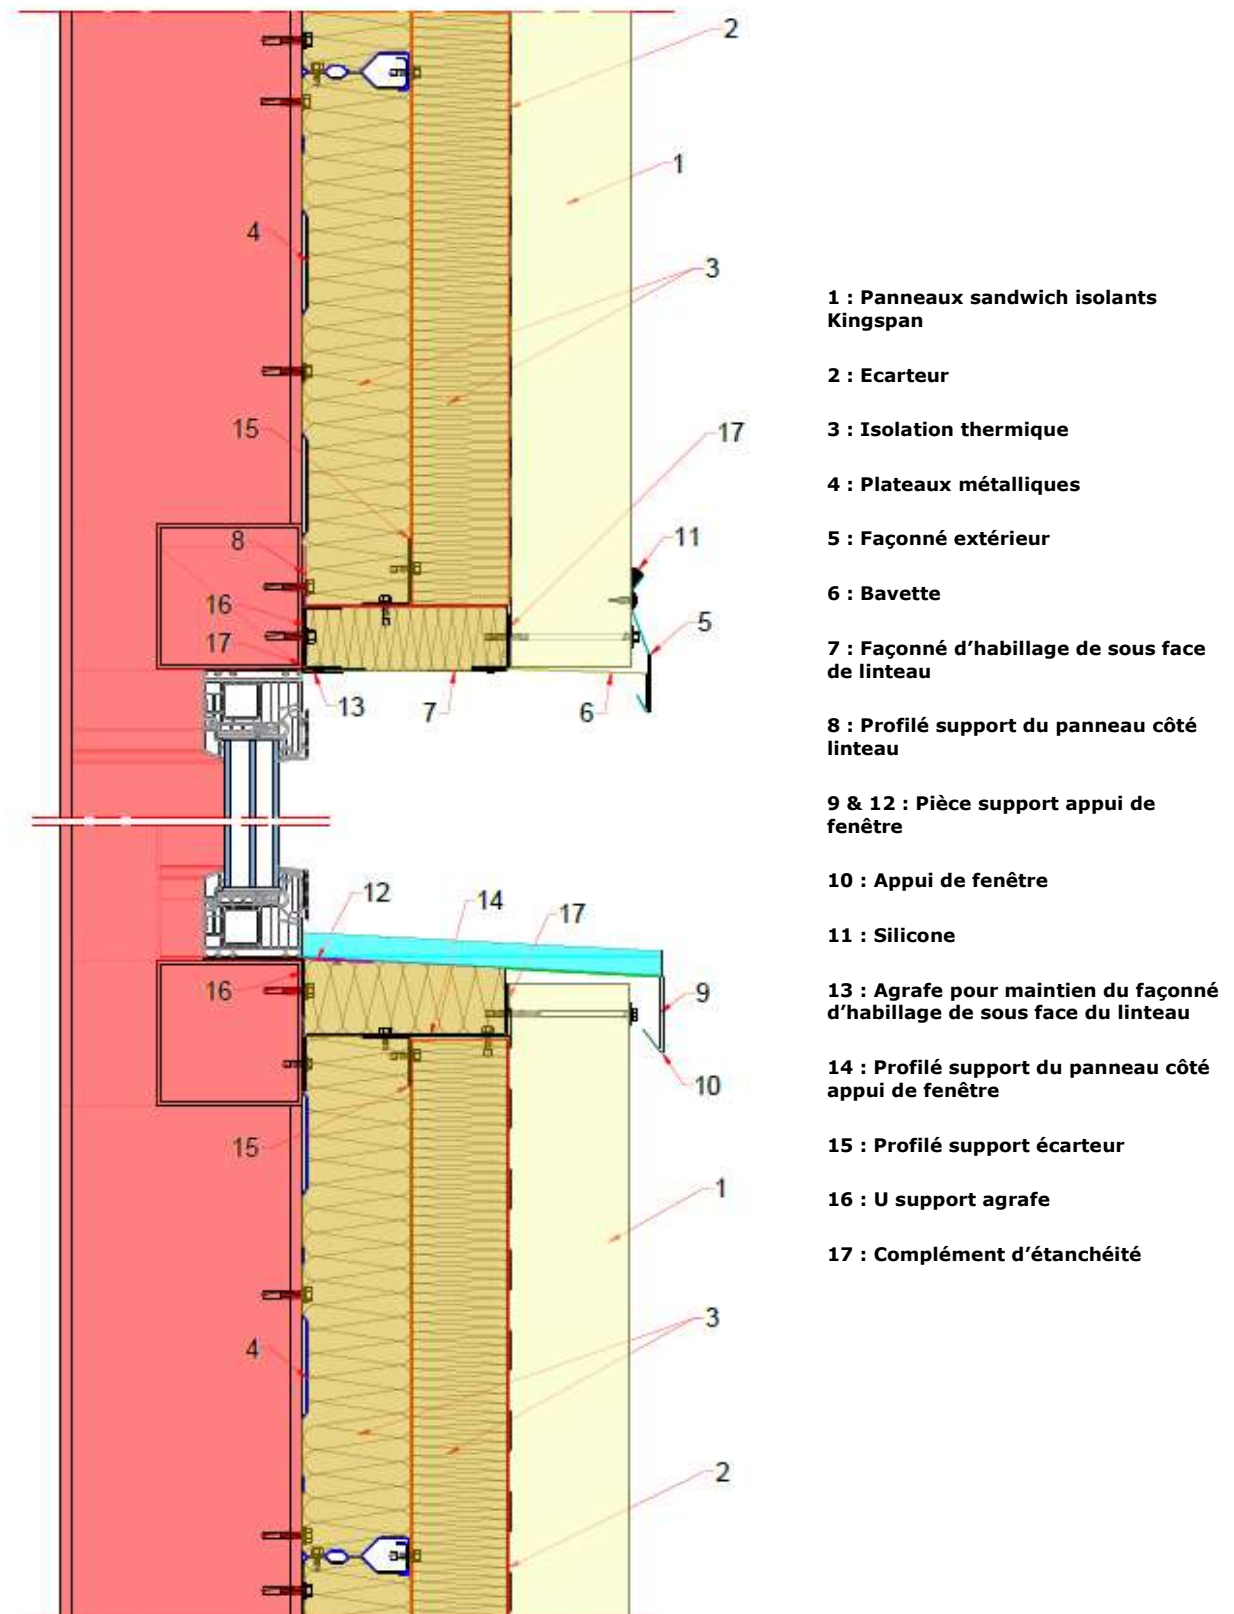 2
1
4
3
15
17
8
11
16
17
5
13
7
6
12
14
17
16
9
10
15
1
4
3
2
1 : Panneaux sandwich isolants
Kingspan
2 : Ecarteur
3 : Isolation thermique
4 : Plateaux métalliques
5 : Façonné extérieur
6 : Bavette
7 : Façonné d’habillage de sous face
de linteau
8 : Profilé support du panneau côté
linteau
9 & 12 : Pièce support appui de
fenêtre
10 : Appui de fenêtre
11 : Silicone
13 : Agrafe pour maintien du façonné
d’habillage de sous face du linteau
14 : Profilé support du panneau côté
appui de fenêtre
15 : Profilé support écarteur
16 : U support agrafe
17 : Complément d’étanchéité